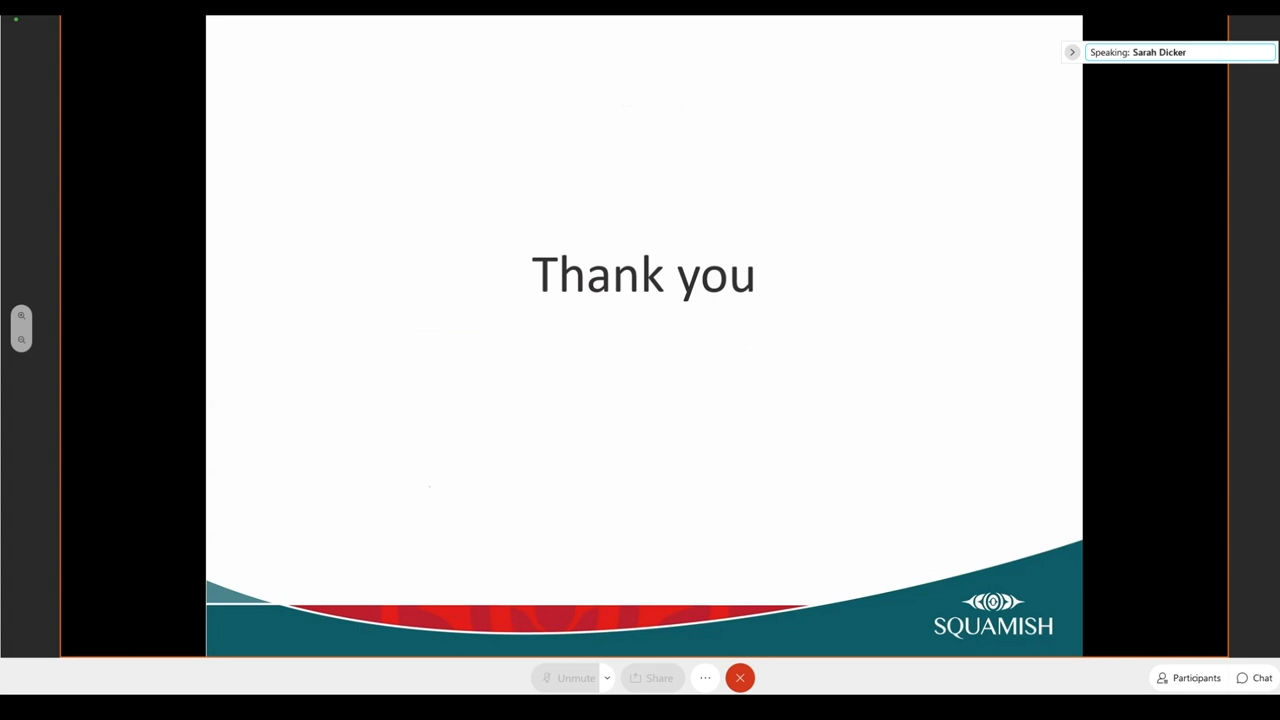 Speaking: Sarah Dicker
Thank you
SQUAMISH
Unmute
Share
Participants
Chat